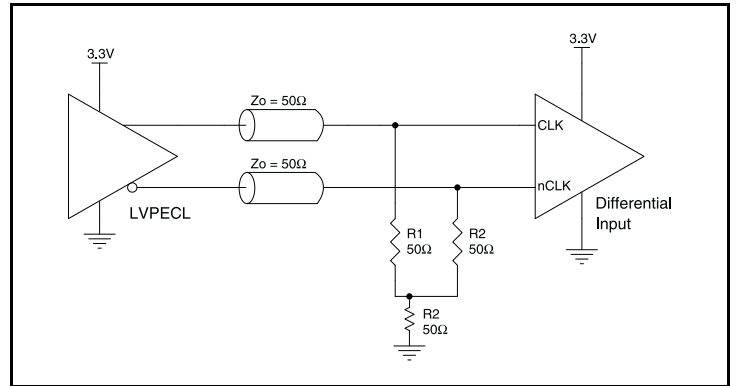 3.3V
3.3V
Zo = 50Ω
CLK
Zo = 50Ω
nCLK
LVPECL
Differential
Input
R1
50Ω
R2
50Ω
R2
50Ω